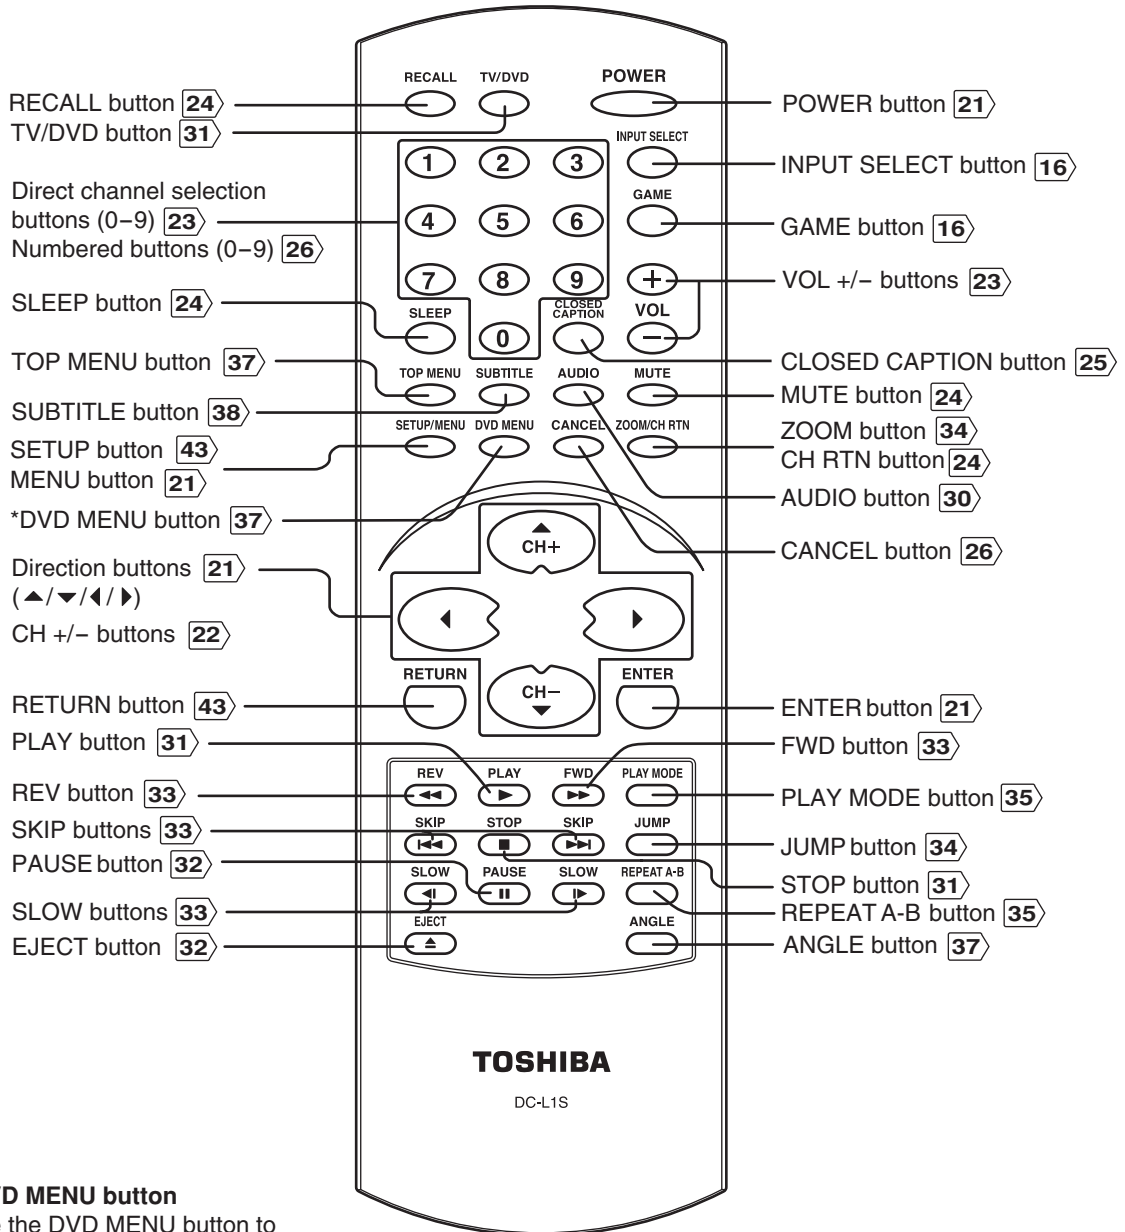 RECALL button 24
TV/DVD button 31
Direct channel selection
buttons (0–9) 23
Numbered buttons (0–9) 26
SLEEP button 24
TOP MENU button 37
SUBTITLE button 38
SETUP button 43
MENU button 21
*DVD MENU button 37
Direction buttons 21
(▲/▼/◀/▶)
CH +/– buttons 22
RETURN button 43
PLAY button 31
REV button 33
SKIP buttons 33
PAUSE button 32
SLOW buttons 33
EJECT button 32
RECALL TV/DVD POWER
INPUT SELECT
1 2 3
GAME
4 5 6
7 8 9 +
SLEEP CLOSED CAPTION VOL
0 –
TOP MENU SUBTITLE AUDIO MUTE
SETUP/MENU DVD MENU CANCEL ZOOM/CH RTN
▲
CH+
◀ ▶
RETURN CH– ENTER
▼
REV PLAY FWD PLAY MODE
◀◀ ▶ ▶▶
SKIP STOP SKIP JUMP
|◀◀ ■ ▶▶|
SLOW PAUSE SLOW REPEAT A-B
◀| II |▶
EJECT ANGLE
⏏
TOSHIBA
DC-L1S
POWER button 21
INPUT SELECT button 16
GAME button 16
VOL +/– buttons 23
CLOSED CAPTION button 25
MUTE button 24
ZOOM button 34
CH RTN button 24
AUDIO button 30
CANCEL button 26
ENTER button 21
FWD button 33
PLAY MODE button 35
JUMP button 34
STOP button 31
REPEAT A-B button 35
ANGLE button 37
MENU button
the DVD MENU button to